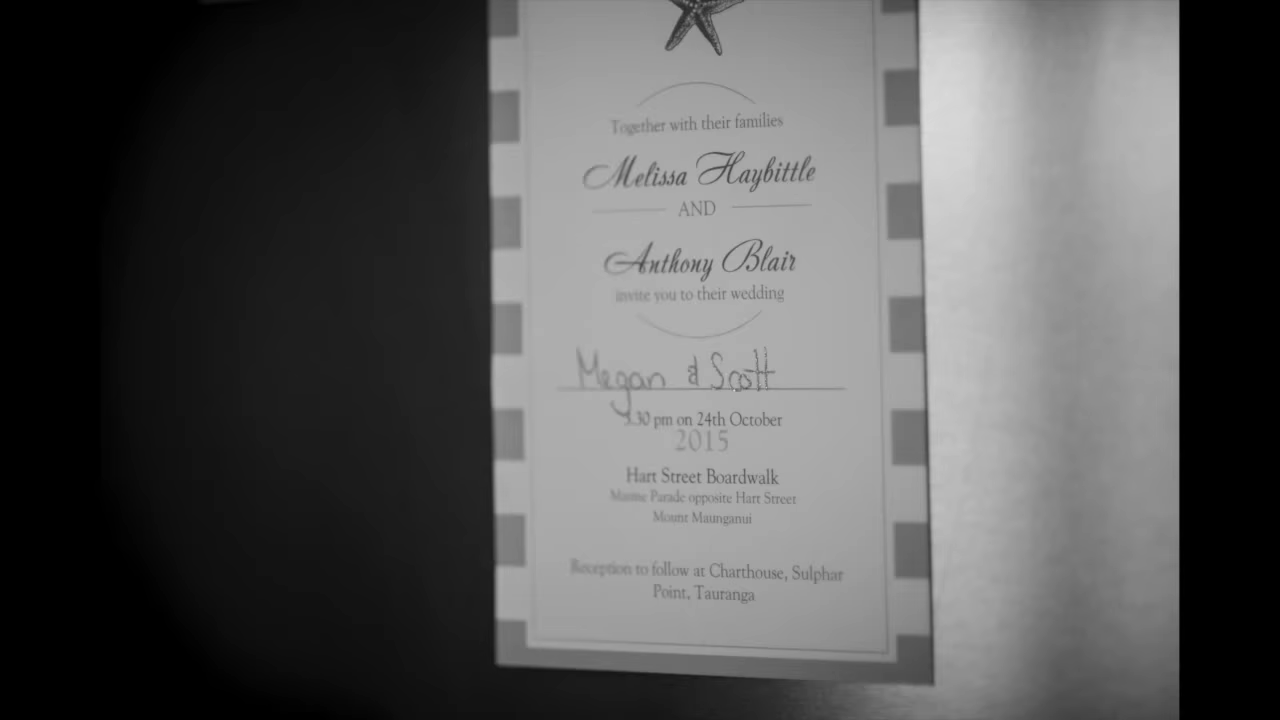 Together with their families
Melissa Haybittle
AND
Anthony Blair
invite you to their wedding
Megan & Scott
3.30 pm on 24th October
2015
Hart Street Boardwalk
Marine Parade opposite Hart Street
Mount Maunganui
Reception to follow at Charthouse, Sulphar
Point, Tauranga